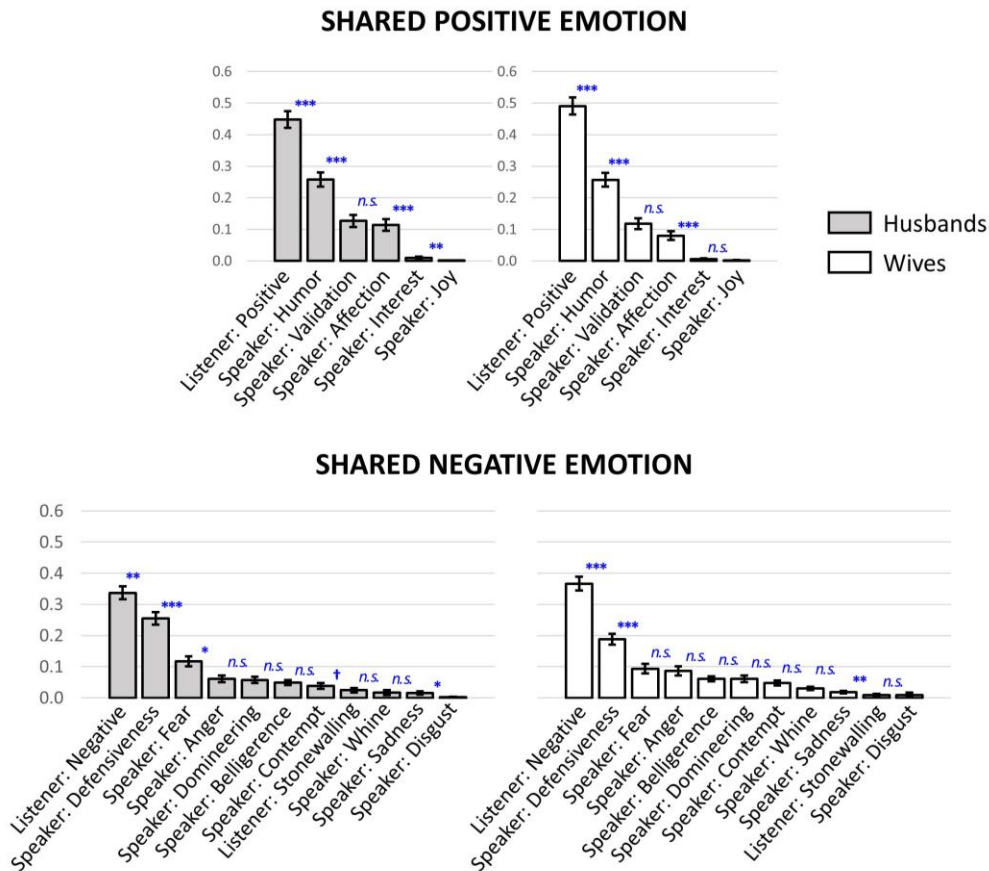 SHARED POSITIVE EMOTION
0.6
0.5
0.4
0.3
0.2
0.1
0.0
***
***
n.s.
***
**
Listener: Positive
Speaker: Humor
Speaker: Validation
Speaker: Affection
Speaker: Interest
Speaker: Joy
0.6
0.5
0.4
0.3
0.2
0.1
0.0
***
***
n.s.
***
n.s.
Listener: Positive
Speaker: Humor
Speaker: Validation
Speaker: Affection
Speaker: Interest
Speaker: Joy
Husbands
Wives
SHARED NEGATIVE EMOTION
0.6
0.5
0.4
0.3
0.2
0.1
0.0
**
***
*
n.s.
n.s.
n.s.
†
n.s.
n.s.
*
Listener: Negative
Speaker: Defensiveness
Speaker: Fear
Speaker: Anger
Speaker: Domineering
Speaker: Belligerence
Speaker: Contempt
Listener: Stonewalling
Speaker: Whine
Speaker: Sadness
Speaker: Disgust
***
***
n.s.
n.s.
n.s.
n.s.
n.s.
n.s.
**
n.s.
Listener: Negative
Speaker: Defensiveness
Speaker: Fear
Speaker: Anger
Speaker: Belligerence
Speaker: Domineering
Speaker: Contempt
Speaker: Whine
Speaker: Sadness
Listener: Stonewalling
Speaker: Disgust